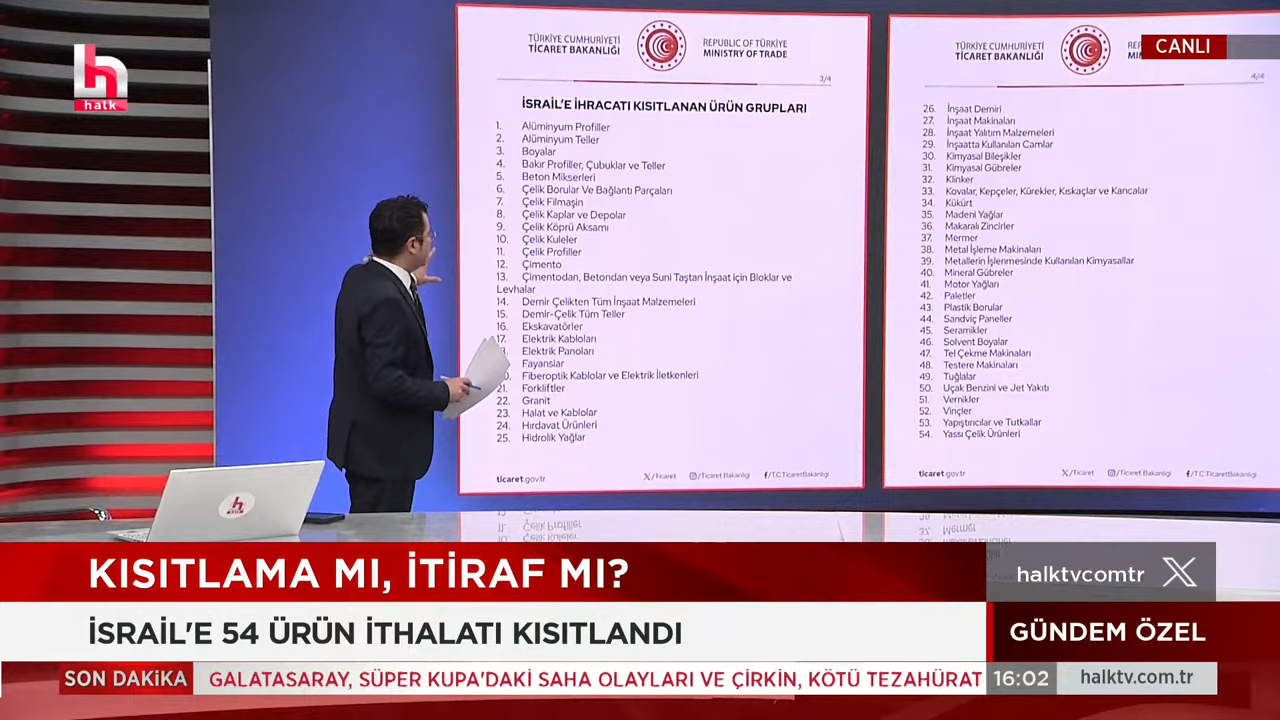 halk
TÜRKİYE CUMHURİYETİ
TİCARET BAKANLIĞI
REPUBLIC OF TÜRKİYE
MINISTRY OF TRADE
3/4
İSRAİL'E İHRACATI KISITLANAN ÜRÜN GRUPLARI
1. Alüminyum Profiller
2. Alüminyum Teller
3. Boyalar
4. Bakır Profiller, Çubuklar ve Teller
5. Beton Mikserleri
6. Çelik Borular Ve Bağlantı Parçaları
7. Çelik Filmaşin
8. Çelik Kaplar ve Depolar
9. Çelik Köprü Aksamı
10. Çelik Kuleler
11. Çelik Profiller
12. Çimento
13. Çimentodan, Betondan veya Suni Taştan İnşaat için Bloklar ve
Levhalar
14. Demir Çelikten Tüm İnşaat Malzemeleri
15. Demir-Çelik Tüm Teller
16. Ekskavatörler
17. Elektrik Kabloları
Elektrik Panoları
Fayanslar
Fiberoptik Kablolar ve Elektrik İletkenleri
21. Forkliftler
22. Granit
23. Halat ve Kablolar
24. Hırdavat Ürünleri
25. Hidrolik Yağlar
ticaret.gov.tr
X/Ticaret
/Ticaret.Bakanligi
f/T.C.TicaretBakanligi
TÜRKİYE CUMHURİYETİ
TİCARET BAKANLIĞI
CANLI
4/4
26. İnşaat Demiri
27. İnşaat Makinaları
28. İnşaat Yalıtım Malzemeleri
29. İnşaatta Kullanılan Camlar
30. Kimyasal Bileşikler
31. Kimyasal Gübreler
32. Klinker
33. Kovalar, Kepçeler, Kürekler, Kıskaçlar ve Kancalar
34. Kükürt
35. Madeni Yağlar
36. Makaralı Zincirler
37. Mermer
38. Metal İşleme Makinaları
39. Metallerin İşlenmesinde Kullanılan Kimyasallar
40. Mineral Gübreler
41. Motor Yağları
42. Paletler
43. Plastik Borular
44. Sandviç Paneller
45. Seramikler
46. Solvent Boyalar
47. Tel Çekme Makinaları
48. Testere Makinaları
49. Tuğlalar
50. Uçak Benzini ve Jet Yakıtı
51. Vernikler
52. Vinçler
53. Yapıştırıcılar ve Tutkallar
54. Yassı Çelik Ürünleri
ticaret.gov.tr
X/Ticaret
/Ticaret.Bakanligi
f/T.C.TicaretBakanligi
KISITLAMA MI, İTİRAF MI?
halktvcomtr X
İSRAİL'E 54 ÜRÜN İTHALATI KISITLANDI
GÜNDEM ÖZEL
SON DAKİKA
GALATASARAY, SÜPER KUPA'DAKİ SAHA OLAYLARI VE ÇİRKİN, KÖTÜ TEZAHÜRAT
16:02
halktv.com.tr